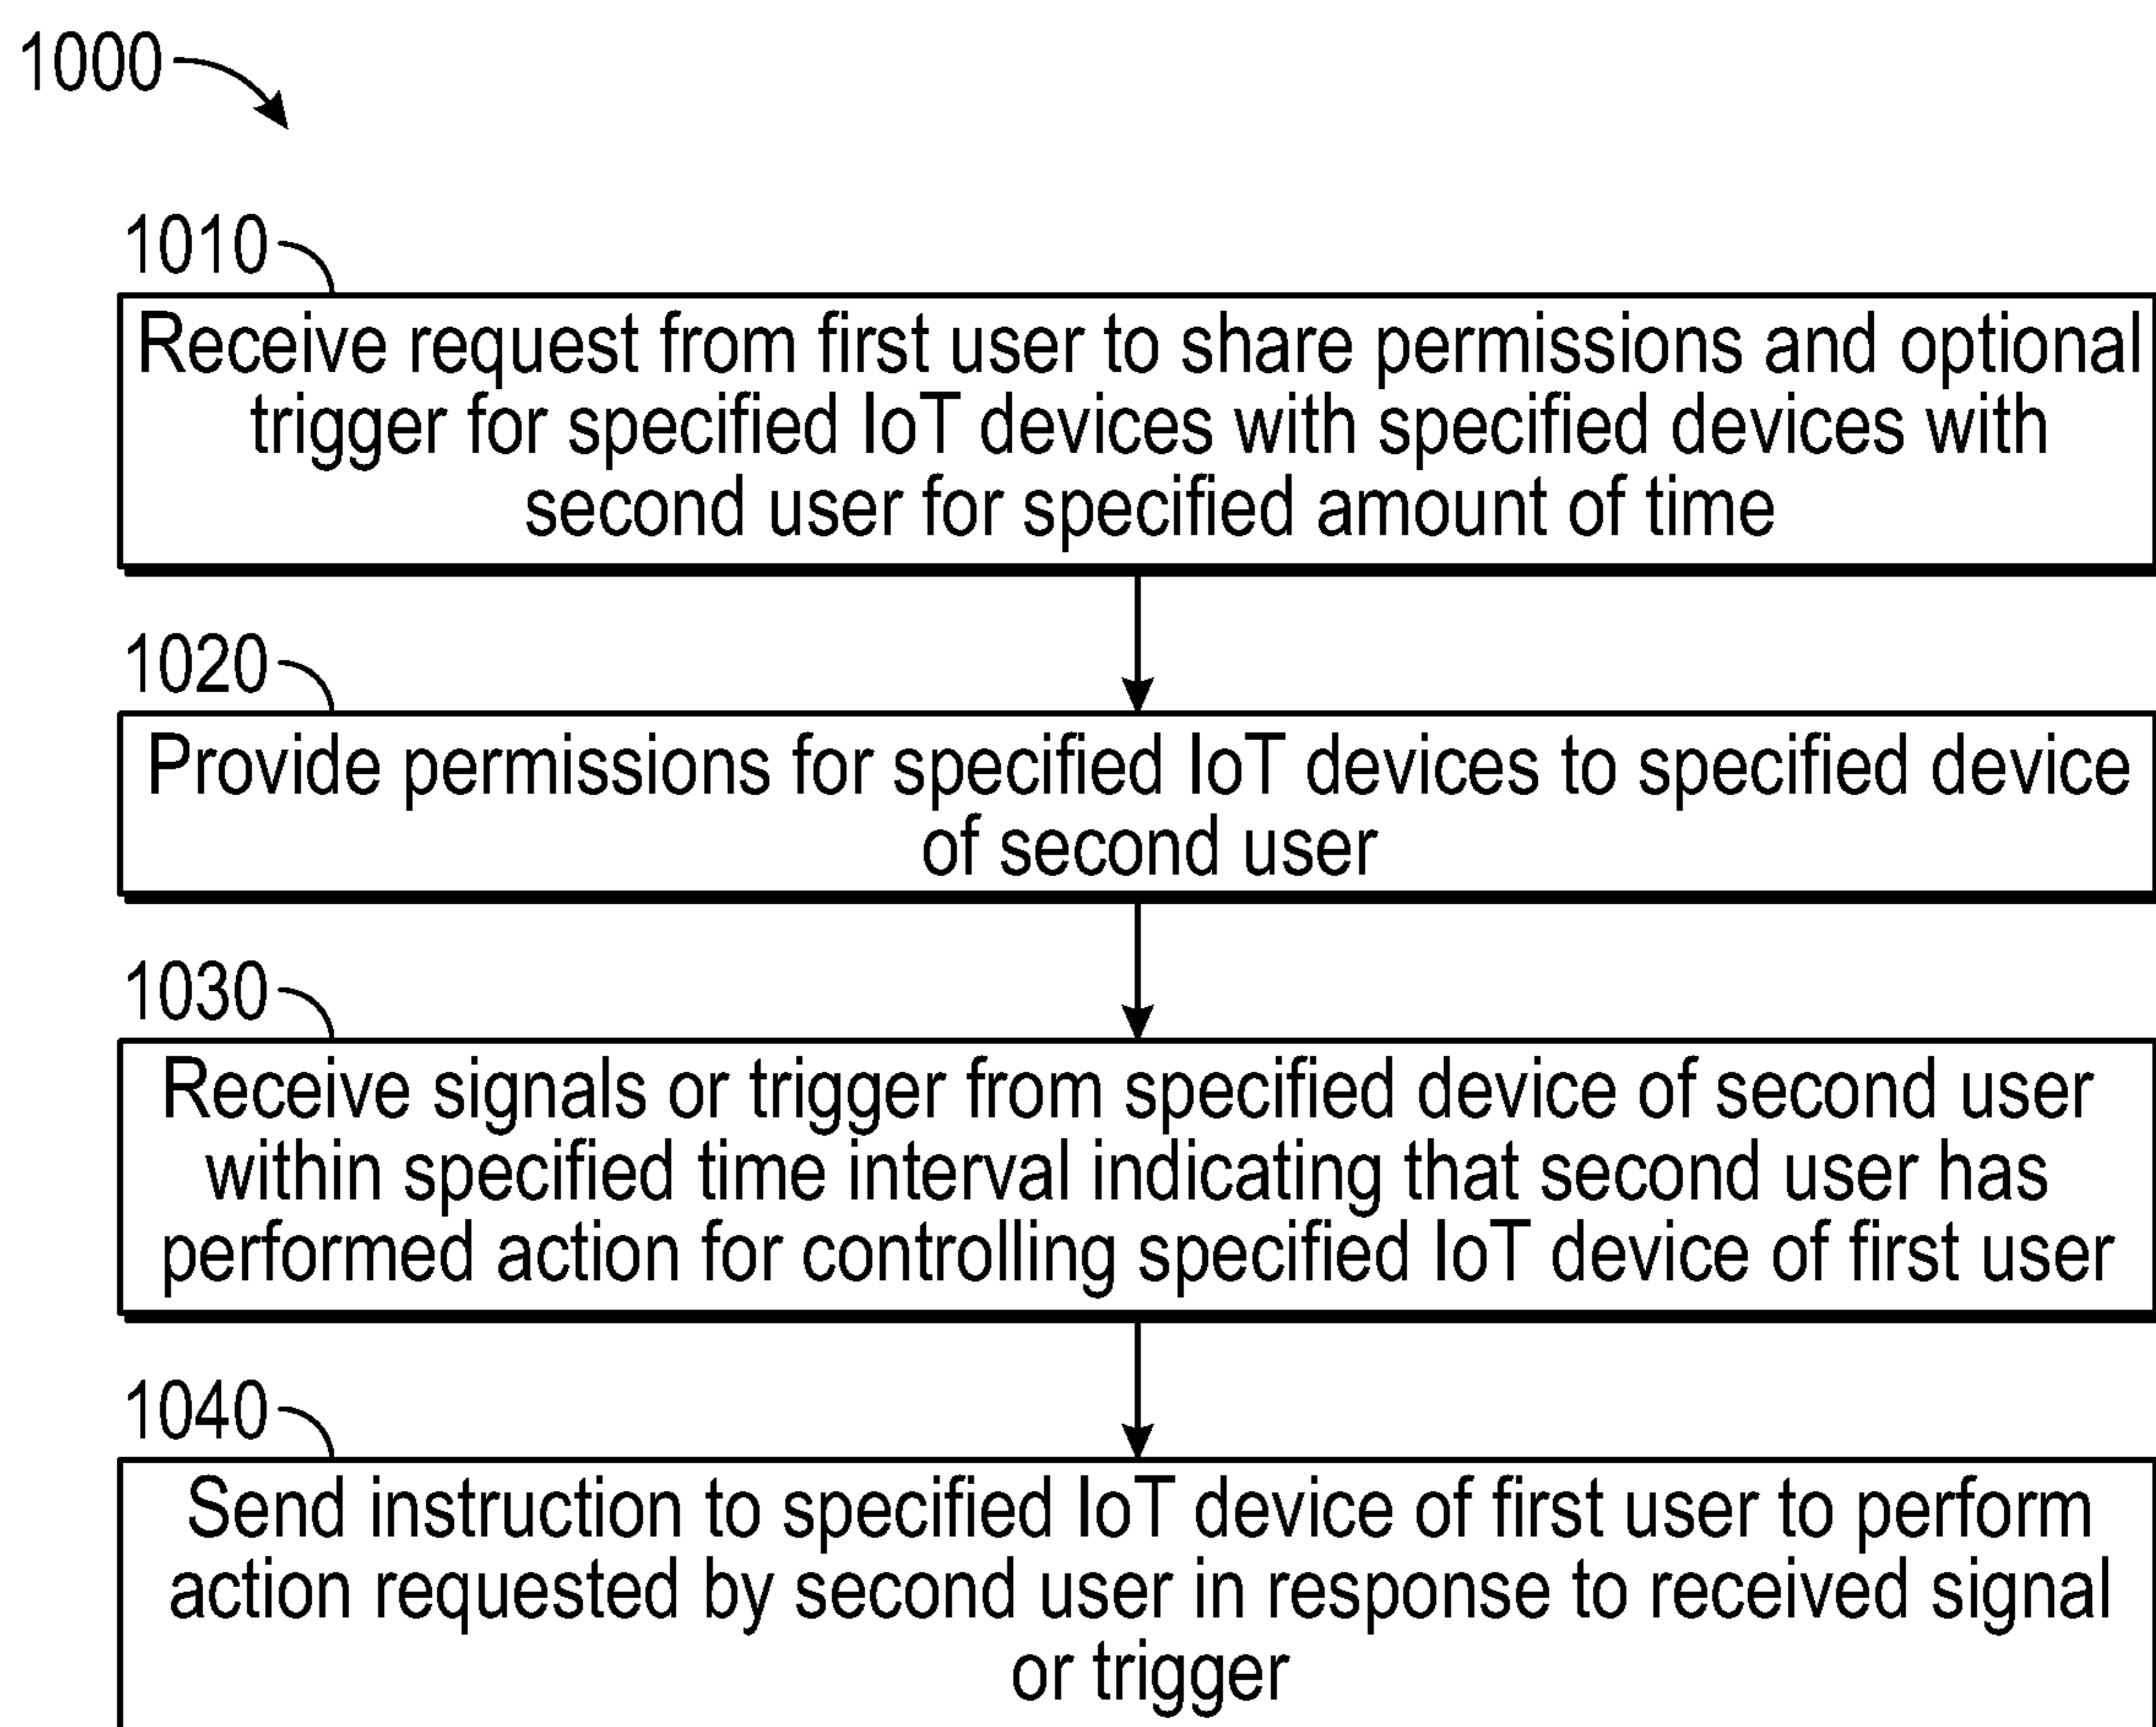 1000
1010
Receive request from first user to share permissions and optional
trigger for specified IoT devices with specified devices with
second user for specified amount of time
1020
Provide permissions for specified IoT devices to specified device
of second user
1030
Receive signals or trigger from specified device of second user
within specified time interval indicating that second user has
performed action for controlling specified IoT device of first user
1040
Send instruction to specified IoT device of first user to perform
action requested by second user in response to received signal
or trigger